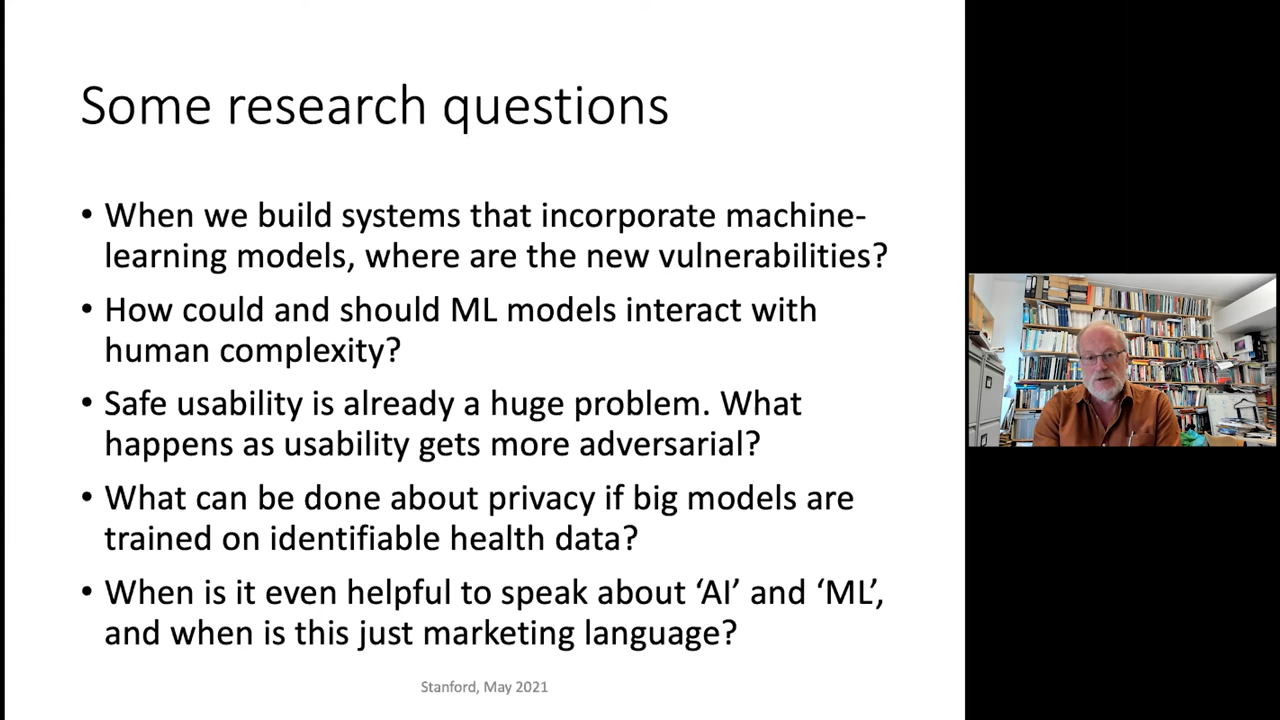 Some research questions
• When we build systems that incorporate machine-
learning models, where are the new vulnerabilities?
• How could and should ML models interact with
human complexity?
• Safe usability is already a huge problem. What
happens as usability gets more adversarial?
• What can be done about privacy if big models are
trained on identifiable health data?
• When is it even helpful to speak about ‘AI’ and ‘ML’,
and when is this just marketing language?
Stanford, May 2021